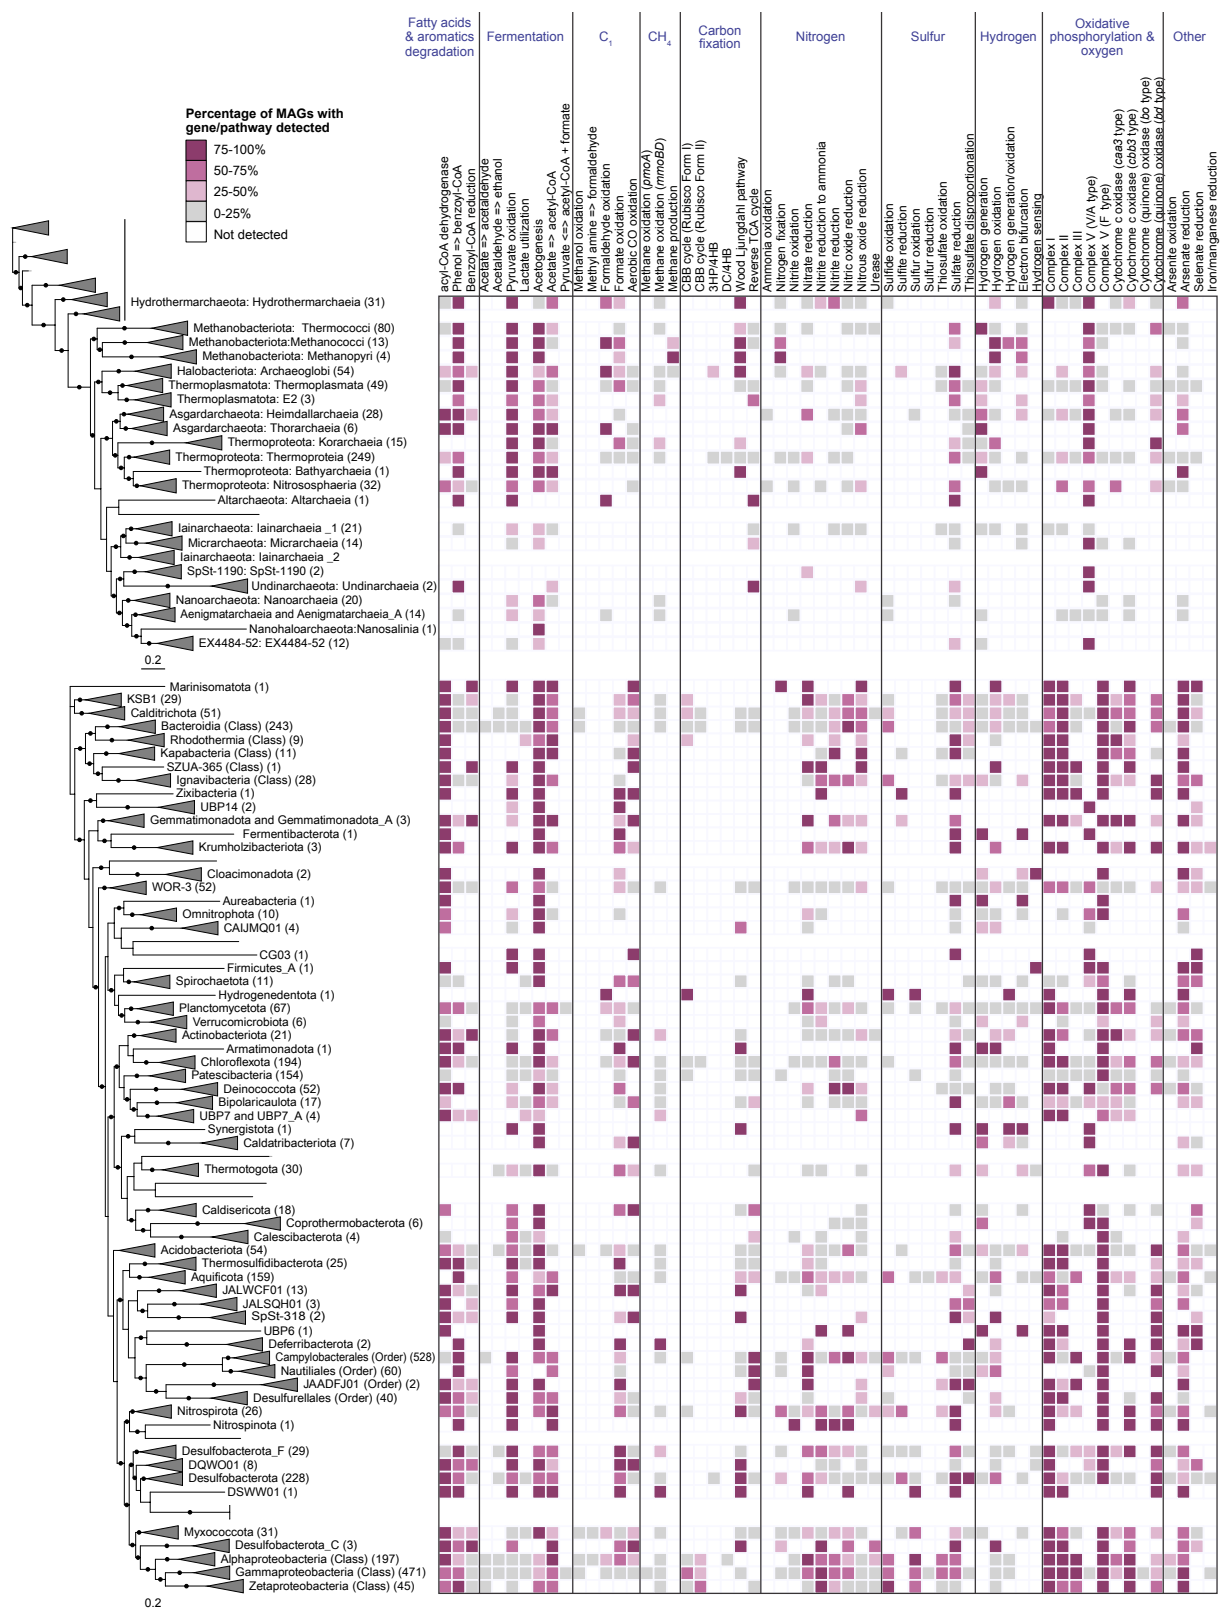 Fatty acids
& aromatics
degradation
Fermentation
C1
CH4
Carbon
fixation
Nitrogen
Sulfur
Hydrogen
Oxidative
phosphorylation &
oxygen
Other
Percentage of MAGs with
gene/pathway detected
75-100%
50-75%
25-50%
0-25%
Not detected
acyl-CoA dehydrogenase
Phenol => benzoyl-CoA
Benzoyl-CoA reduction
Acetate => acetaldehyde
Acetaldehyde => ethanol
Pyruvate oxidation
Lactate utilization
Acetogenesis
Acetate => acetyl-CoA
Pyruvate <=> acetyl-CoA + formate
Methanol oxidation
Methyl amine => formaldehyde
Formaldehyde oxidation
Formate oxidation
Aerobic CO oxidation
Methane oxidation (pmoA)
Methane oxidation (mmoBD)
Methane production
CBB cycle (Rubisco Form I)
CBB cycle (Rubisco Form II)
3HP/4HB
DC/4HB
Wood Ljungdahl pathway
Reverse TCA cycle
Ammonia oxidation
Nitrogen fixation
Nitrite oxidation
Nitrate reduction
Nitrite reduction to ammonia
Nitrite reduction
Nitric oxide reduction
Nitrous oxide reduction
Urease
Sulfide oxidation
Sulfite reduction
Sulfur oxidation
Sulfur reduction
Thiosulfate oxidation
Sulfate reduction
Thiosulfate disproportionation
Hydrogen generation
Hydrogen oxidation
Hydrogen generation/oxidation
Electron bifurcation
Hydrogen sensing
Complex I
Complex II
Complex III
Complex V (V/A type)
Complex V (F type)
Cytochrome c oxidase (caa3 type)
Cytochrome c oxidase (cbb3 type)
Cytochrome (quinone) oxidase (bo type)
Cytochrome (quinone) oxidase (bd type)
Arsenite oxidation
Arsenate reduction
Selenate reduction
Iron/manganese reduction
Hydrothermarchaeota: Hydrothermarchaeia (31)
Methanobacteriota: Thermococci (80)
Methanobacteriota:Methanococci (13)
Methanobacteriota: Methanopyri (4)
Halobacteriota: Archaeoglobi (54)
Thermoplasmatota: Thermoplasmata (49)
Thermoplasmatota: E2 (3)
Asgardarchaeota: Heimdallarchaeia (28)
Asgardarchaeota: Thorarchaeia (6)
Thermoproteota: Korarchaeia (15)
Thermoproteota: Thermoproteia (249)
Thermoproteota: Bathyarchaeia (1)
Thermoproteota: Nitrososphaeria (32)
Altarchaeota: Altarchaeia (1)
Iainarchaeota: Iainarchaeia _1 (21)
Micrarchaeota: Micrarchaeia (14)
Iainarchaeota: Iainarchaeia _2
SpSt-1190: SpSt-1190 (2)
Undinarchaeota: Undinarchaeia (2)
Nanoarchaeota: Nanoarchaeia (20)
Aenigmatarchaeia and Aenigmatarchaeia_A (14)
Nanohaloarchaeota:Nanosalinia (1)
EX4484-52: EX4484-52 (12)
0.2
Marinisomatota (1)
KSB1 (29)
Calditrichota (51)
Bacteroidia (Class) (243)
Rhodothermia (Class) (9)
Kapabacteria (Class) (11)
SZUA-365 (Class) (1)
Ignavibacteria (Class) (28)
Zixibacteria (1)
UBP14 (2)
Gemmatimonadota and Gemmatimonadota_A (3)
Fermentibacterota (1)
Krumholzibacteriota (3)
Cloacimonadota (2)
WOR-3 (52)
Aureabacteria (1)
Omnitrophota (10)
CAIJMQ01 (4)
CG03 (1)
Firmicutes_A (1)
Spirochaetota (11)
Hydrogenedentota (1)
Planctomycetota (67)
Verrucomicrobiota (6)
Actinobacteriota (21)
Armatimonadota (1)
Chloroflexota (194)
Patescibacteria (154)
Deinococcota (52)
Bipolaricaulota (17)
UBP7 and UBP7_A (4)
Synergistota (1)
Caldatribacteriota (7)
Thermotogota (30)
Caldisericota (18)
Coprothermobacterota (6)
Calescibacterota (4)
Acidobacteriota (54)
Thermosulfidibacterota (25)
Aquificota (159)
JALWCF01 (13)
JALSQH01 (3)
SpSt-318 (2)
UBP6 (1)
Deferribacterota (2)
Campylobacterales (Order) (528)
Nautiliales (Order) (60)
JAADFJ01 (Order) (2)
Desulfurellales (Order) (40)
Nitrospirota (26)
Nitrospinota (1)
Desulfobacterota_F (29)
DQWO01 (8)
Desulfobacterota (228)
DSWW01 (1)
Myxococcota (31)
Desulfobacterota_C (3)
Alphaproteobacteria (Class) (197)
Gammaproteobacteria (Class) (471)
Zetaproteobacteria (Class) (45)
0.2